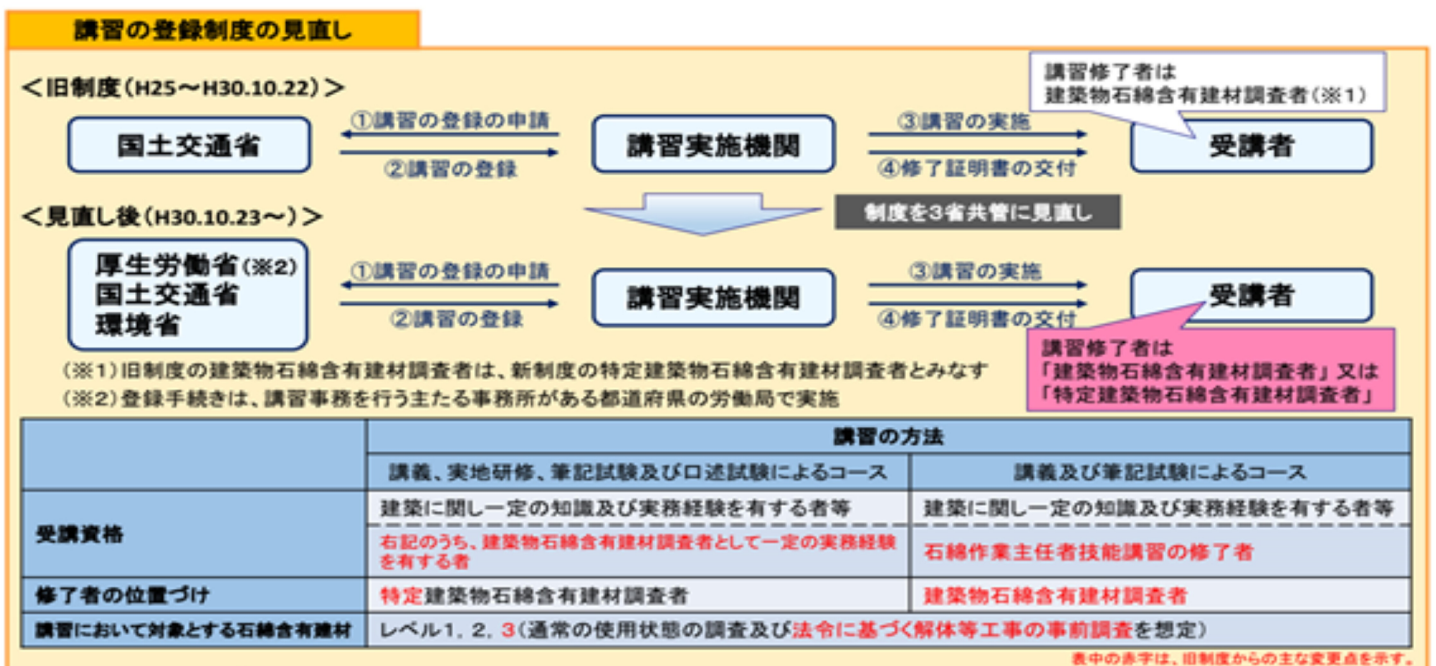 講習の登録制度の見直し
＜旧制度（H25～H30.10.22）＞
講習修了者は
建築物石綿含有建材調査者（※1）
国土交通省
①講習の登録の申請
②講習の登録
講習実施機関
③講習の実施
④修了証明書の交付
受講者
＜見直し後（H30.10.23～）＞
制度を3省共管に見直し
厚生労働省（※2）
国土交通省
環境省
①講習の登録の申請
②講習の登録
講習実施機関
③講習の実施
④修了証明書の交付
受講者
講習修了者は
「建築物石綿含有建材調査者」又は
「特定建築物石綿含有建材調査者」
（※1）旧制度の建築物石綿含有建材調査者は、新制度の特定建築物石綿含有建材調査者とみなす
（※2）登録手続きは、講習事務を行う主たる事務所がある都道府県の労働局で実施
講習の方法
講義、実地研修、筆記試験及び口述試験によるコース
講義及び筆記試験によるコース
受講資格
建築に関し一定の知識及び実務経験を有する者等
建築に関し一定の知識及び実務経験を有する者等
右記のうち、建築物石綿含有建材調査者として一定の実務経験
を有する者
石綿作業主任者技能講習の修了者
修了者の位置づけ
特定建築物石綿含有建材調査者
建築物石綿含有建材調査者
講習において対象とする石綿含有建材
レベル1，2，3（通常の使用状態の調査及び法令に基づく解体等工事の事前調査を想定）
表中の赤字は、旧制度からの主な変更点を示す。